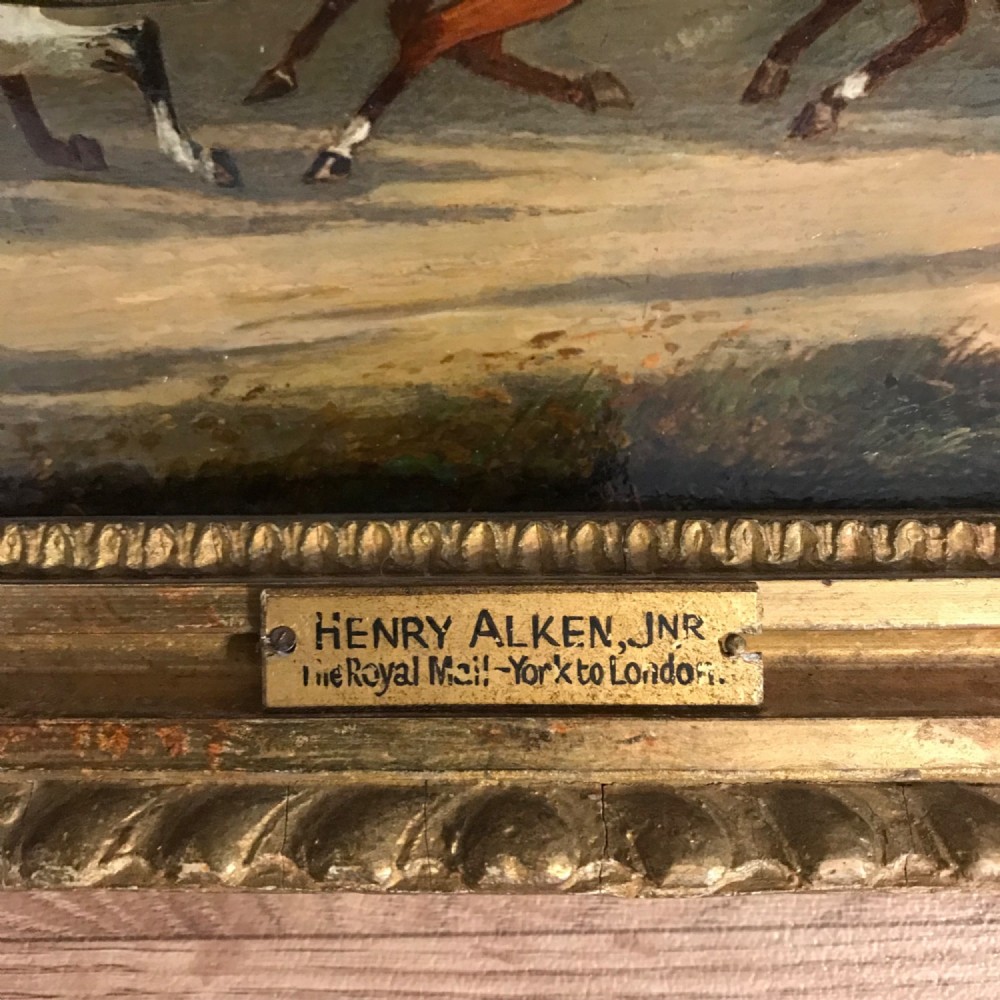 HENRY ALKEN, JNR
The Royal Mail-York to London.